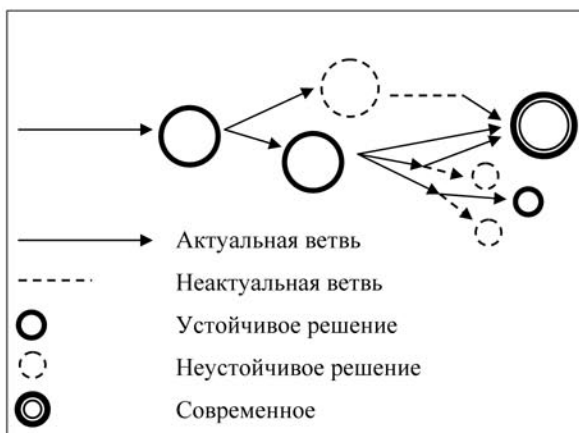 Актуальная ветвь
Неактуальная ветвь
Устойчивое решение
Неустойчивое решение
Современное